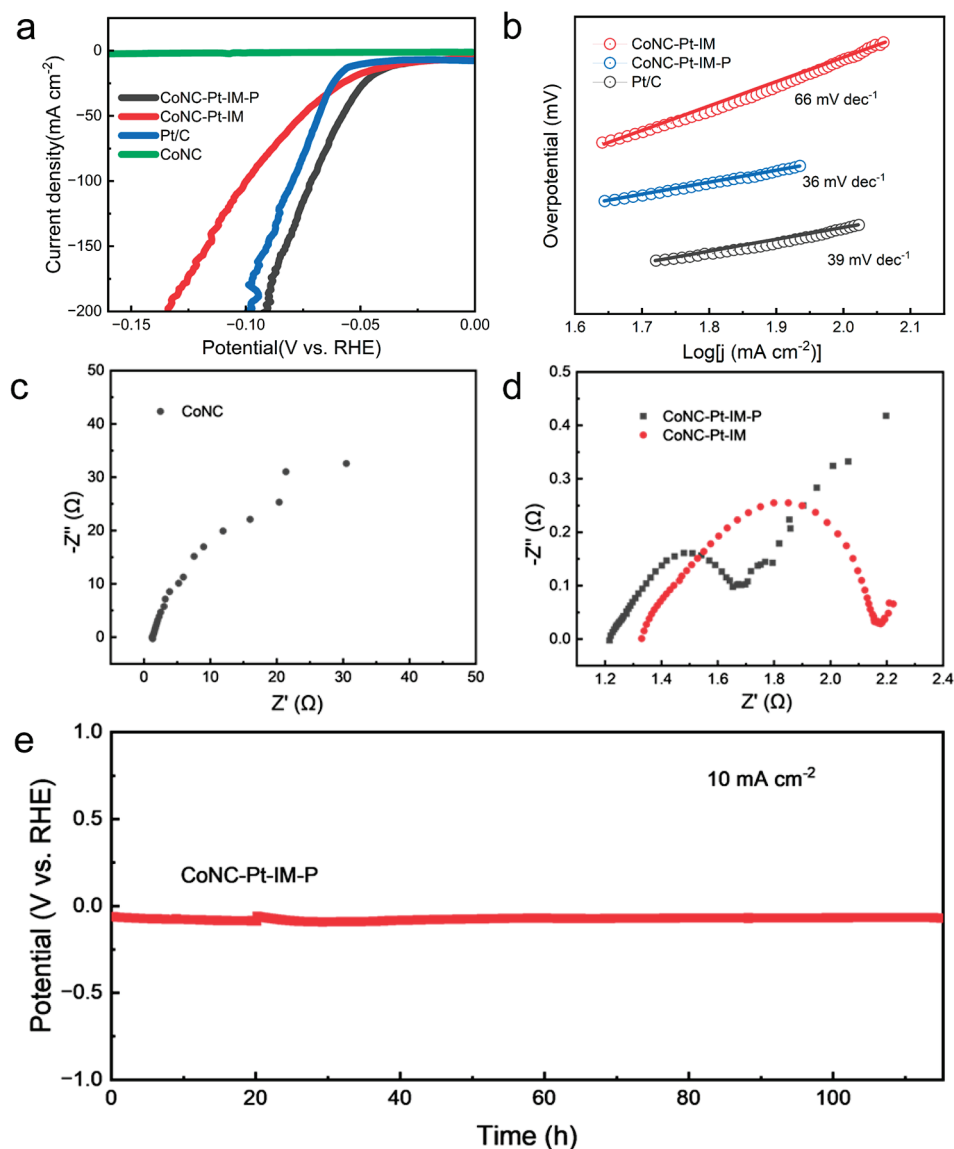 a
0
−50
−100
−150
−200
Current density(mA cm⁻²)
CoNC-Pt-IM-P
CoNC-Pt-IM
Pt/C
CoNC
−0.15
−0.10
−0.05
0.00
Potential(V vs. RHE)
b
Overpotential (mV)
CoNC-Pt-IM
CoNC-Pt-IM-P
Pt/C
66 mV dec⁻¹
36 mV dec⁻¹
39 mV dec⁻¹
1.6
1.7
1.8
1.9
2.0
2.1
Log[j (mA cm⁻²)]
c
50
40
30
20
10
0
-Z'' (Ω)
CoNC
0
10
20
30
40
50
Z' (Ω)
d
0.5
0.4
0.3
0.2
0.1
0.0
-Z'' (Ω)
CoNC-Pt-IM-P
CoNC-Pt-IM
1.2
1.4
1.6
1.8
2.0
2.2
2.4
Z' (Ω)
e
1.0
0.5
0.0
−0.5
−1.0
Potential (V vs. RHE)
10 mA cm⁻²
CoNC-Pt-IM-P
0
20
40
60
80
100
Time (h)